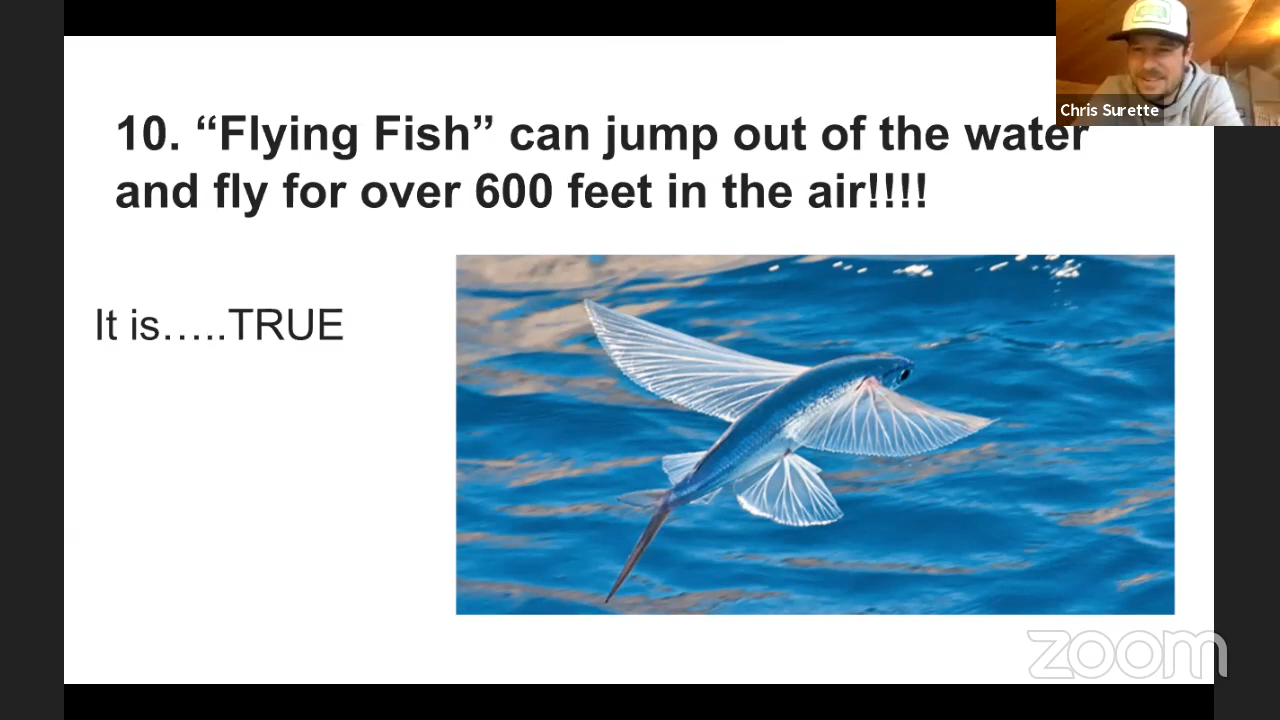 10. “Flying Fish” can jump out of the water
and fly for over 600 feet in the air!!!!
It is…..TRUE
Chris Surette
zoom